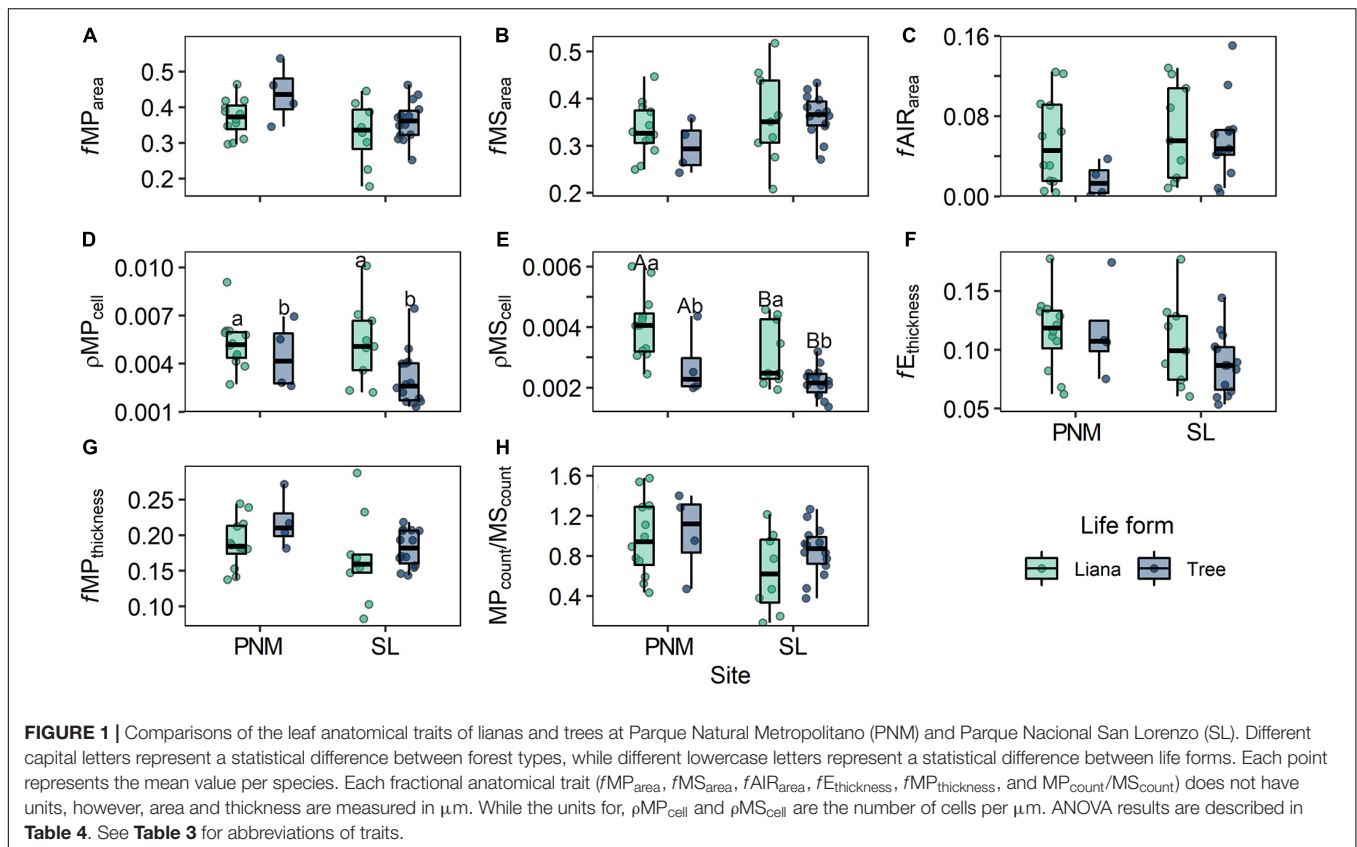 A
B
C
fMParea
0.5
0.4
0.3
0.2
fMSarea
0.5
0.4
0.3
0.2
fAIRarea
0.16
0.08
0.00
D
E
F
ρMPcell
0.010
0.007
0.004
0.001
a
b
a
b
ρMScell
0.006
0.004
0.002
Aa
Ab
Ba
Bb
fEthickness
0.15
0.10
0.05
PNM
SL
G
H
fMPthickness
0.25
0.20
0.15
0.10
PNM
SL
MPcount/MScount
1.6
1.2
0.8
0.4
PNM
SL
Site
Life form
Liana
Tree
FIGURE 1 | Comparisons of the leaf anatomical traits of lianas and trees at Parque Natural Metropolitano (PNM) and Parque Nacional San Lorenzo (SL). Different
capital letters represent a statistical difference between forest types, while different lowercase letters represent a statistical difference between life forms. Each point
represents the mean value per species. Each fractional anatomical trait (fMParea, fMSarea, fAIRarea, fEthickness, fMPthickness, and MPcount/MScount) does not have
units, however, area and thickness are measured in μm. While the units for, ρMPcell and ρMScell are the number of cells per μm. ANOVA results are described in
Table 4. See Table 3 for abbreviations of traits.